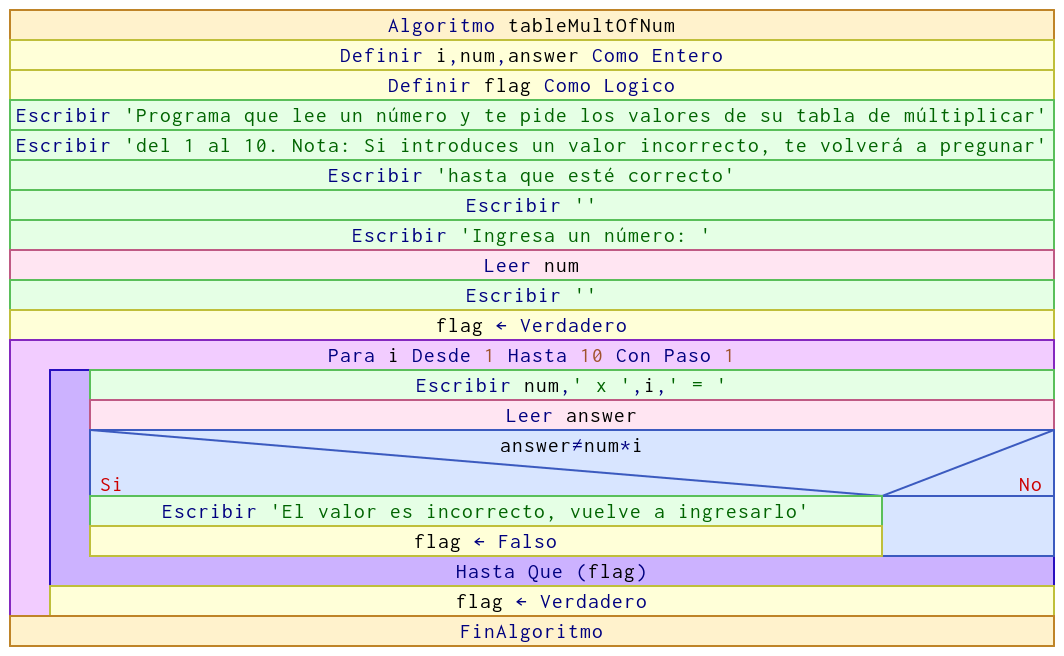 Algoritmo tableMultOfNum
Definir i,num,answer Como Entero
Definir flag Como Logico
Escribir 'Programa que lee un número y te pide los valores de su tabla de múltiplicar'
Escribir 'del 1 al 10. Nota: Si introduces un valor incorrecto, te volverá a pregunar'
Escribir 'hasta que esté correcto'
Escribir ''
Escribir 'Ingresa un número: '
Leer num
Escribir ''
flag ← Verdadero
Para i Desde 1 Hasta 10 Con Paso 1
Escribir num,' x ',i,' = '
Leer answer
answer≠num*i
Si No
Escribir 'El valor es incorrecto, vuelve a ingresarlo'
flag ← Falso
Hasta Que (flag)
flag ← Verdadero
FinAlgoritmo